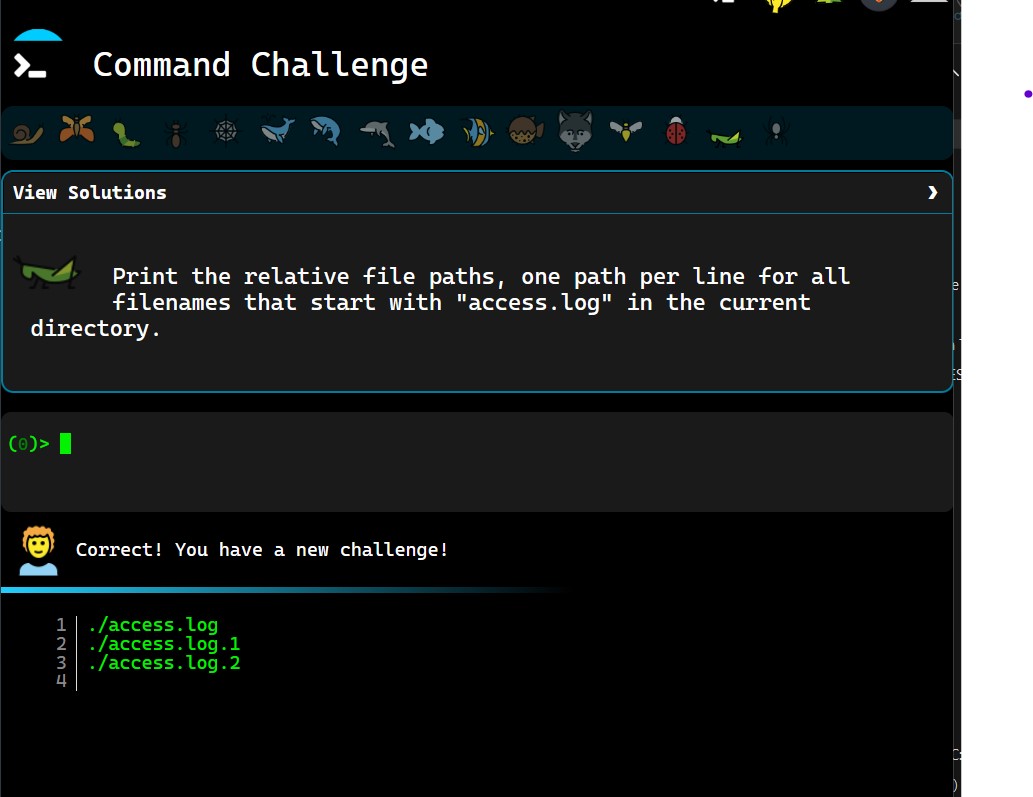 Command Challenge
View Solutions
Print the relative file paths, one path per line for all
filenames that start with "access.log" in the current
directory.
(0)>
Correct! You have a new challenge!
1 ./access.log
2 ./access.log.1
3 ./access.log.2
4